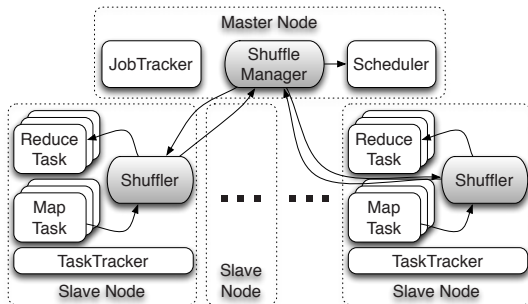 Master Node
JobTracker
Shuffle
Manager
Scheduler
Reduce
Task
Shuffler
Map
Task
TaskTracker
Slave Node
Slave
Node
Reduce
Task
Shuffler
Map
Task
TaskTracker
Slave Node